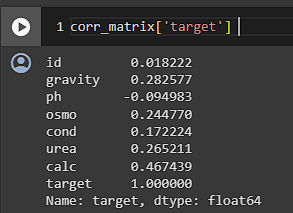 1 corr_matrix['target']
id 0.018222
gravity 0.282577
ph -0.094983
osmo 0.244770
cond 0.172224
urea 0.265211
calc 0.467439
target 1.000000
Name: target, dtype: float64